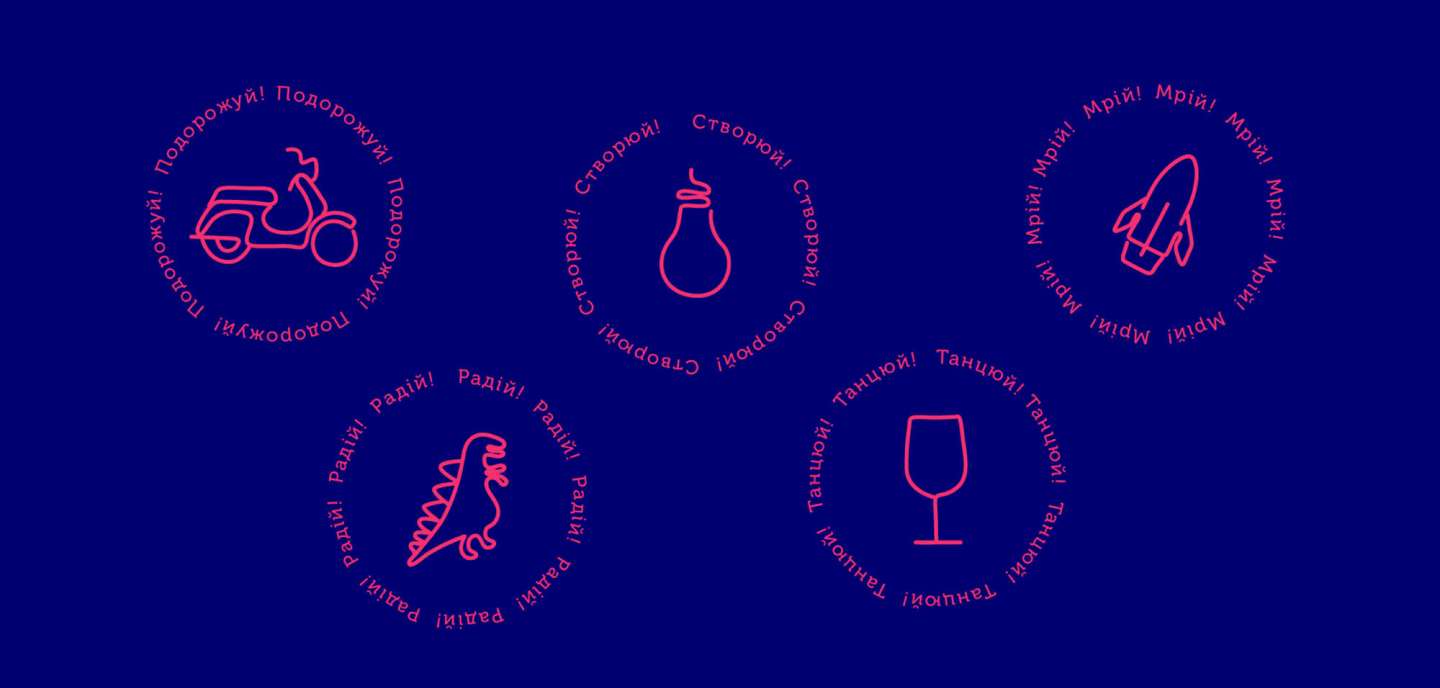 Подорожуй! Подорожуй! Подорожуй! Подорожуй! Подорожуй!
Створюй! Створюй! Створюй! Створюй! Створюй! Створюй!
Мрій! Мрій! Мрій! Мрій! Мрій! Мрій! Мрій! Мрій! Мрій! Мрій!
Радій! Радій! Радій! Радій! Радій! Радій! Радій! Радій! Радій!
Танцюй! Танцюй! Танцюй! Танцюй! Танцюй! Танцюй! Танцюй!